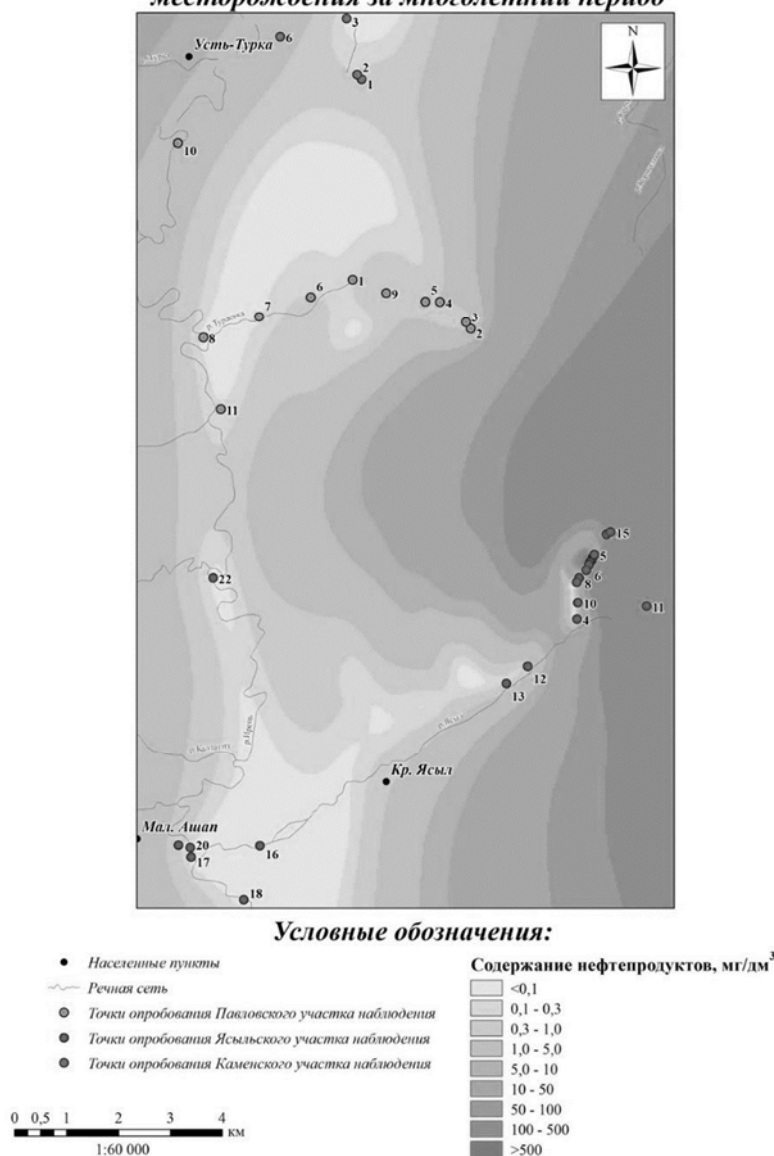 месторождения за многолетний период
3
6
Усть-Турка
N
2
1
10
1
9
5
4
6
7
3
2
р.Тураевка
8
11
15
5
6
22
8
10
11
4
12
13
р.Ирень
Кр. Ясыл
Мал. Ашап
20
17
16
18
Условные обозначения:
Населенные пункты
Речная сеть
Точки опробования Павловского участка наблюдения
Точки опробования Ясыльского участка наблюдения
Точки опробования Каменского участка наблюдения
0 0,5 1 2 3 4
км
1:60 000
Содержание нефтепродуктов, мг/дм³
<0,1
0,1 - 0,3
0,3 - 1,0
1,0 - 5,0
5,0 - 10
10 - 50
50 - 100
100 - 500
>500